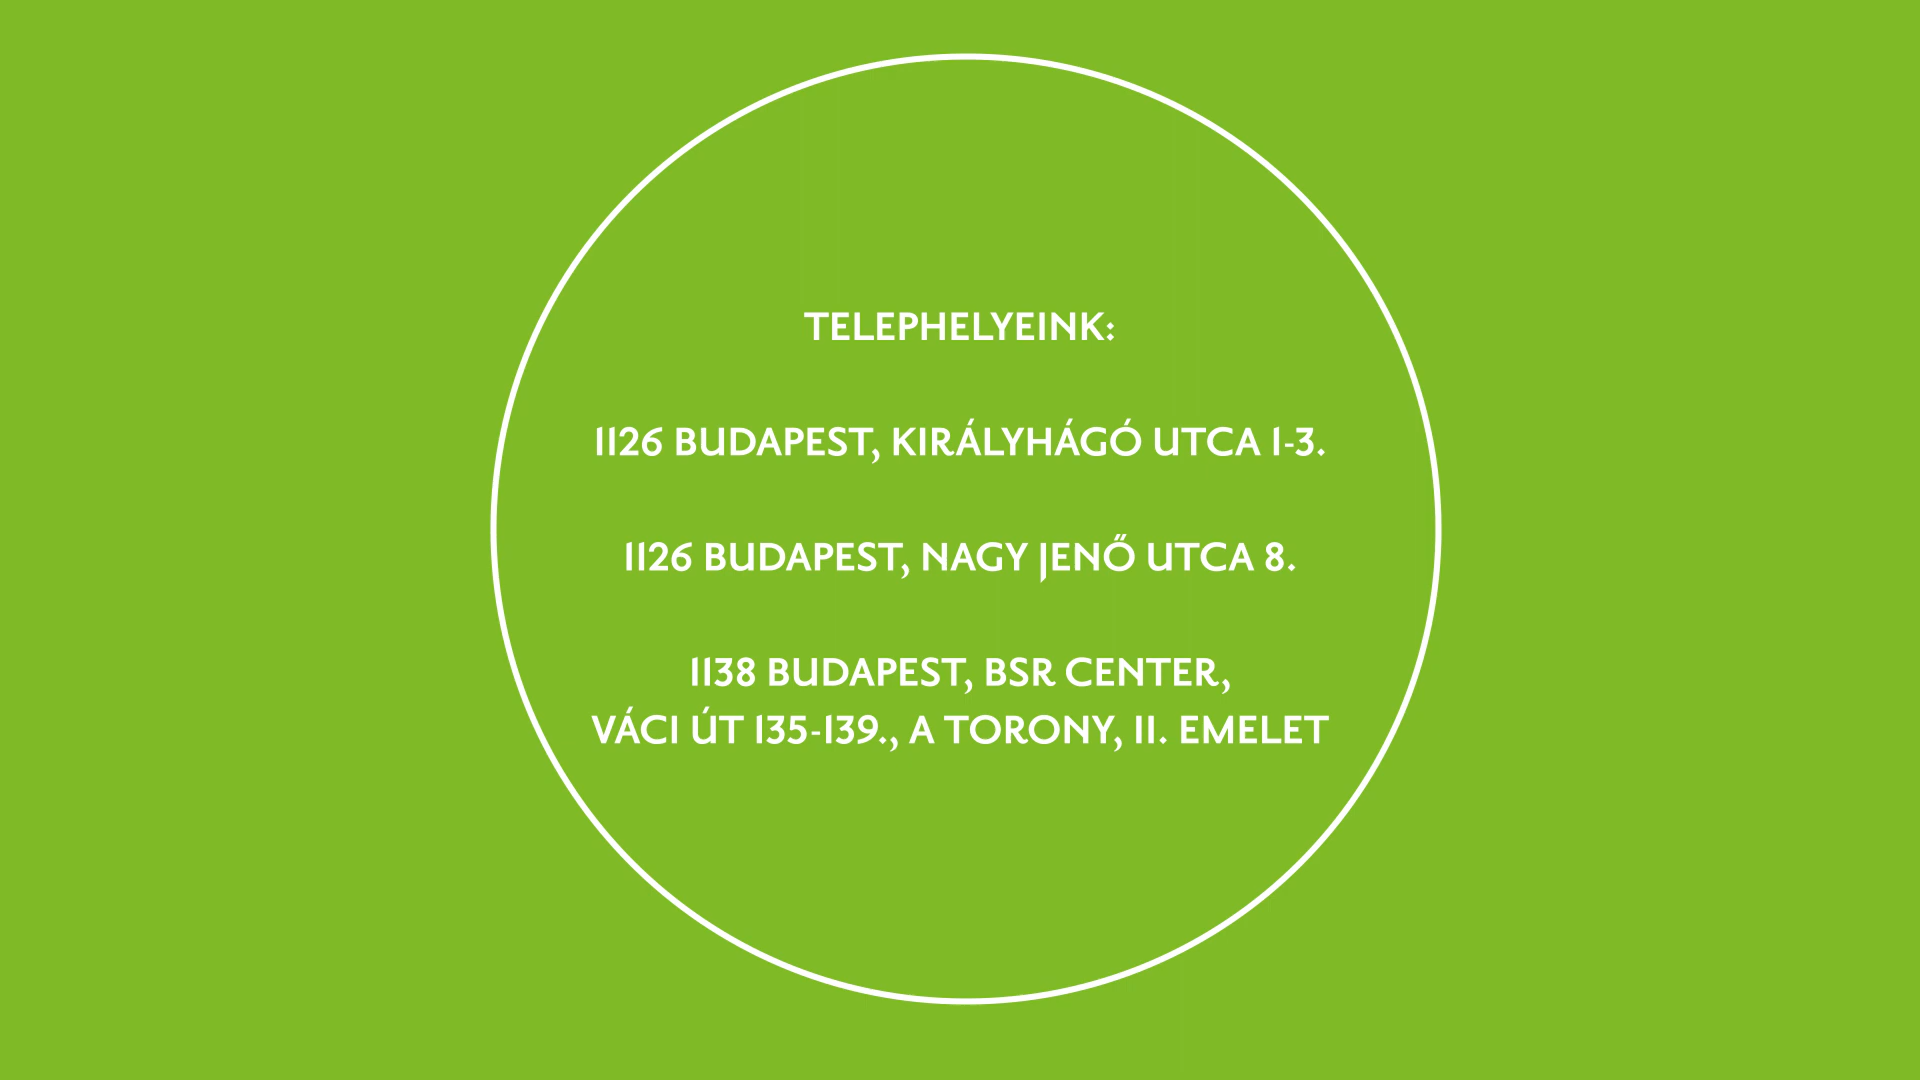 TELEPHELYEINK:
1126 BUDAPEST, KIRÁLYHÁGÓ UTCA 1-3.
1126 BUDAPEST, NAGY JENŐ UTCA 8.
1138 BUDAPEST, BSR CENTER,
VÁCI ÚT 135-139., A TORONY, II. EMELET